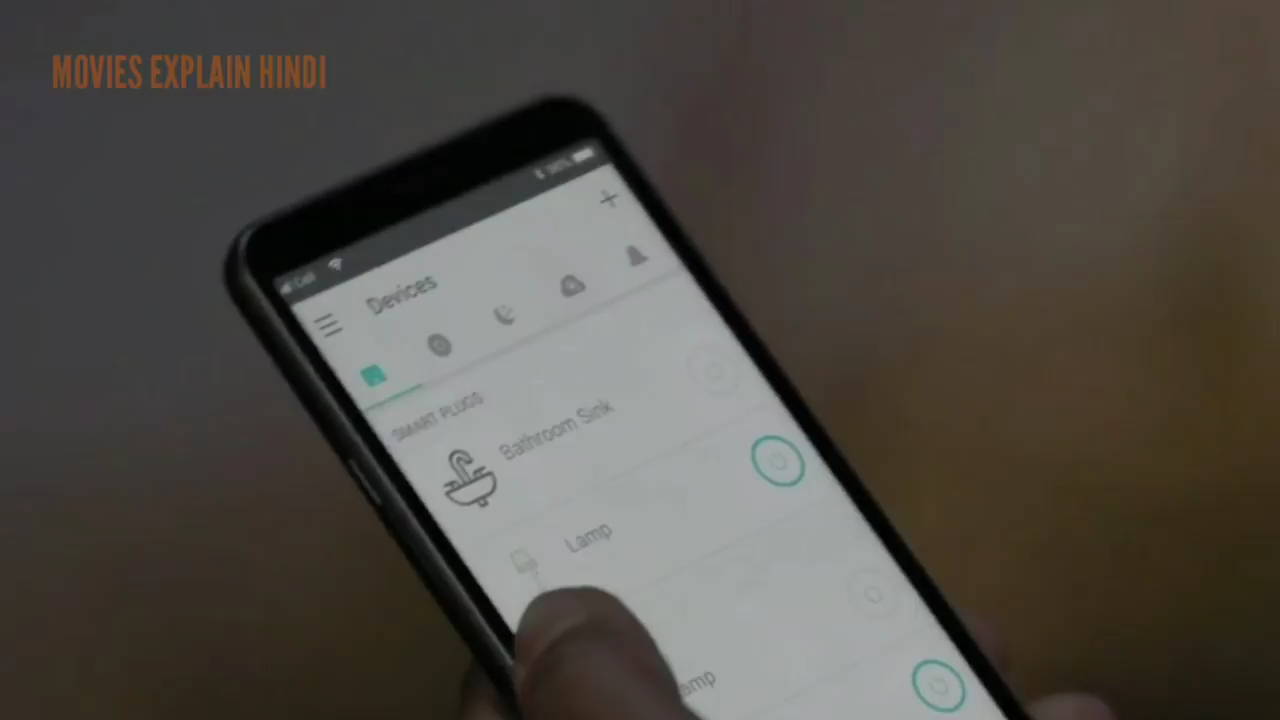 MOVIES EXPLAIN HINDI
Devices
SMART PLUGS
Bathroom Sink
Lamp